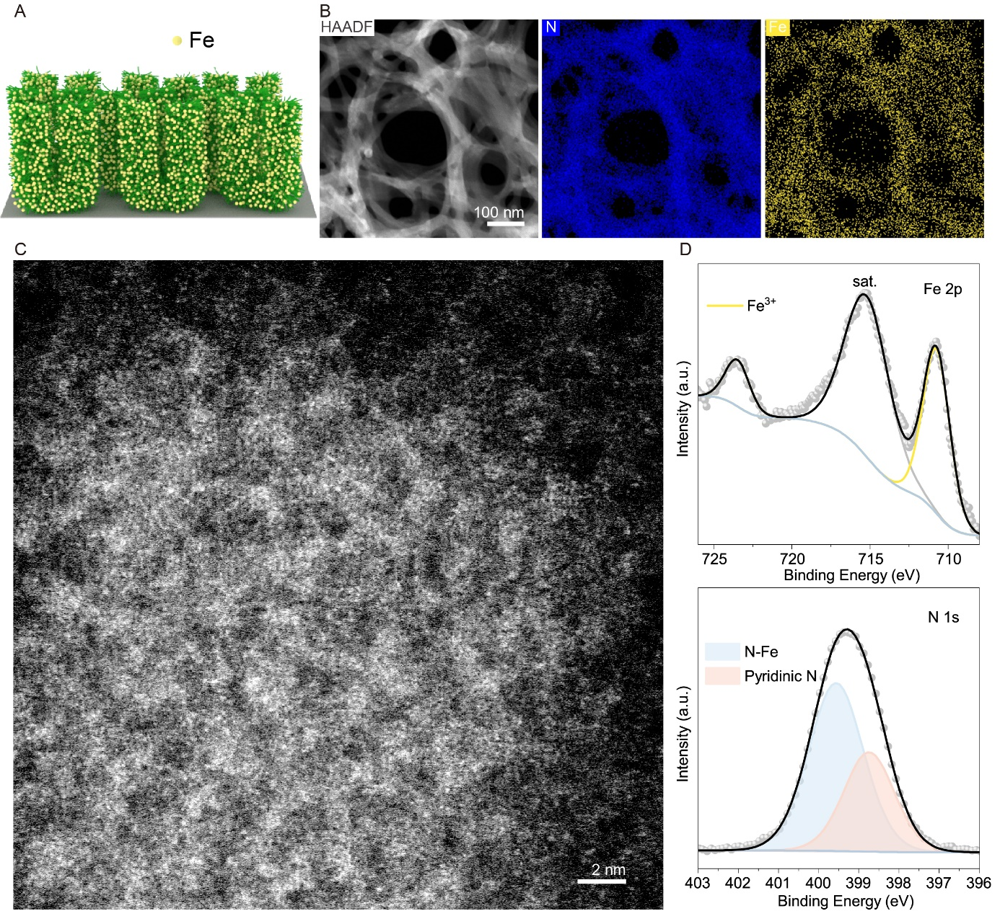 A
Fe
B
HAADF
N
Fe
100 nm
C
2 nm
D
sat.
Fe 2p
Fe³⁺
Intensity (a.u.)
725 720 715 710
Binding Energy (eV)
N 1s
N-Fe
Pyridinic N
Intensity (a.u.)
403 402 401 400 399 398 397 396
Binding Energy (eV)